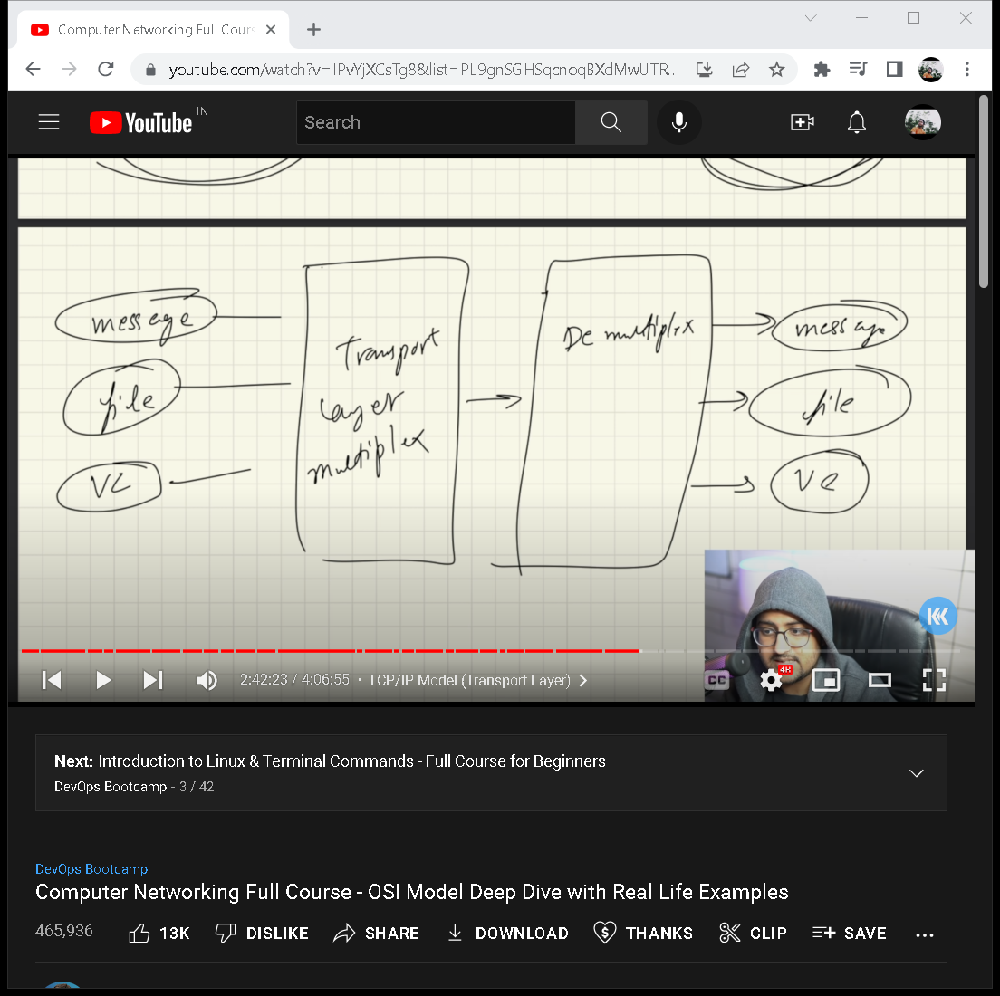 Computer Networking Full Cours
youtube.com/watch?v=IPvYjXCsTg8&list=PL9gnSGHSqcnoqBXdMwUTR...
YouTube IN
Search
message
file
VC
Transport
layer
multiplex
De multiplex
message
file
VC
KK
2:42:23 / 4:06:55 • TCP/IP Model (Transport Layer)
CC
4K
Next: Introduction to Linux & Terminal Commands - Full Course for Beginners
DevOps Bootcamp - 3 / 42
DevOps Bootcamp
Computer Networking Full Course - OSI Model Deep Dive with Real Life Examples
465,936 13K DISLIKE SHARE DOWNLOAD THANKS CLIP SAVE ...